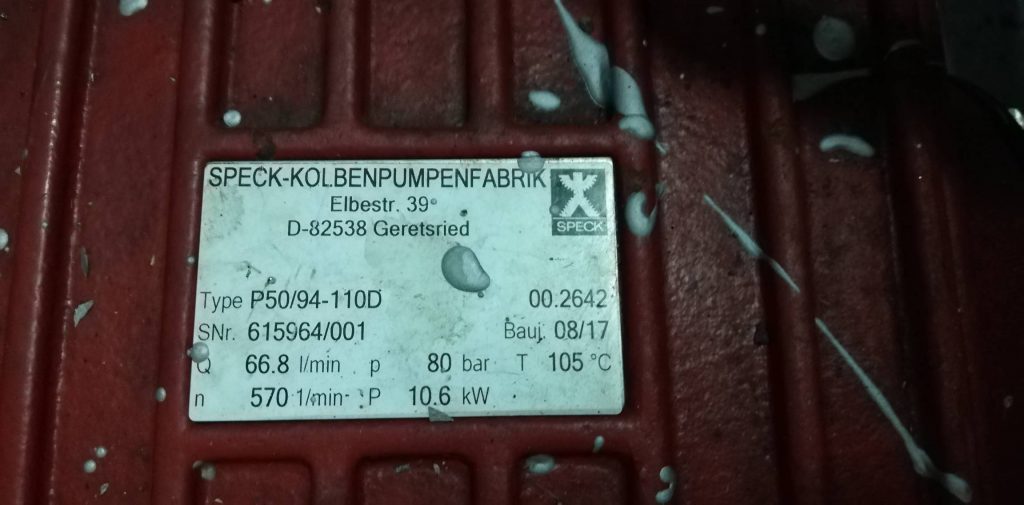 SPECK-KOLBENPUMPENFABRIK
Elbestr. 39
D-82538 Geretsried
SPECK
Type P50/94-110D 00.2642
SNr. 615964/001 Bauj. 08/17
Q 66.8 l/min p 80 bar T 105 °C
n 570 1/min P 10.6 kW